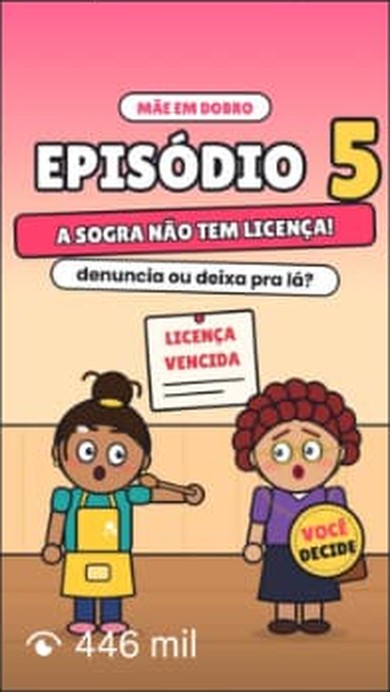 MÃE EM DOBRO
EPISÓDIO 5
A SOGRA NÃO TEM LICENÇA!
denuncia ou deixa pra lá?
LICENÇA
VENCIDA
VOCÊ
DECIDE
446 mil